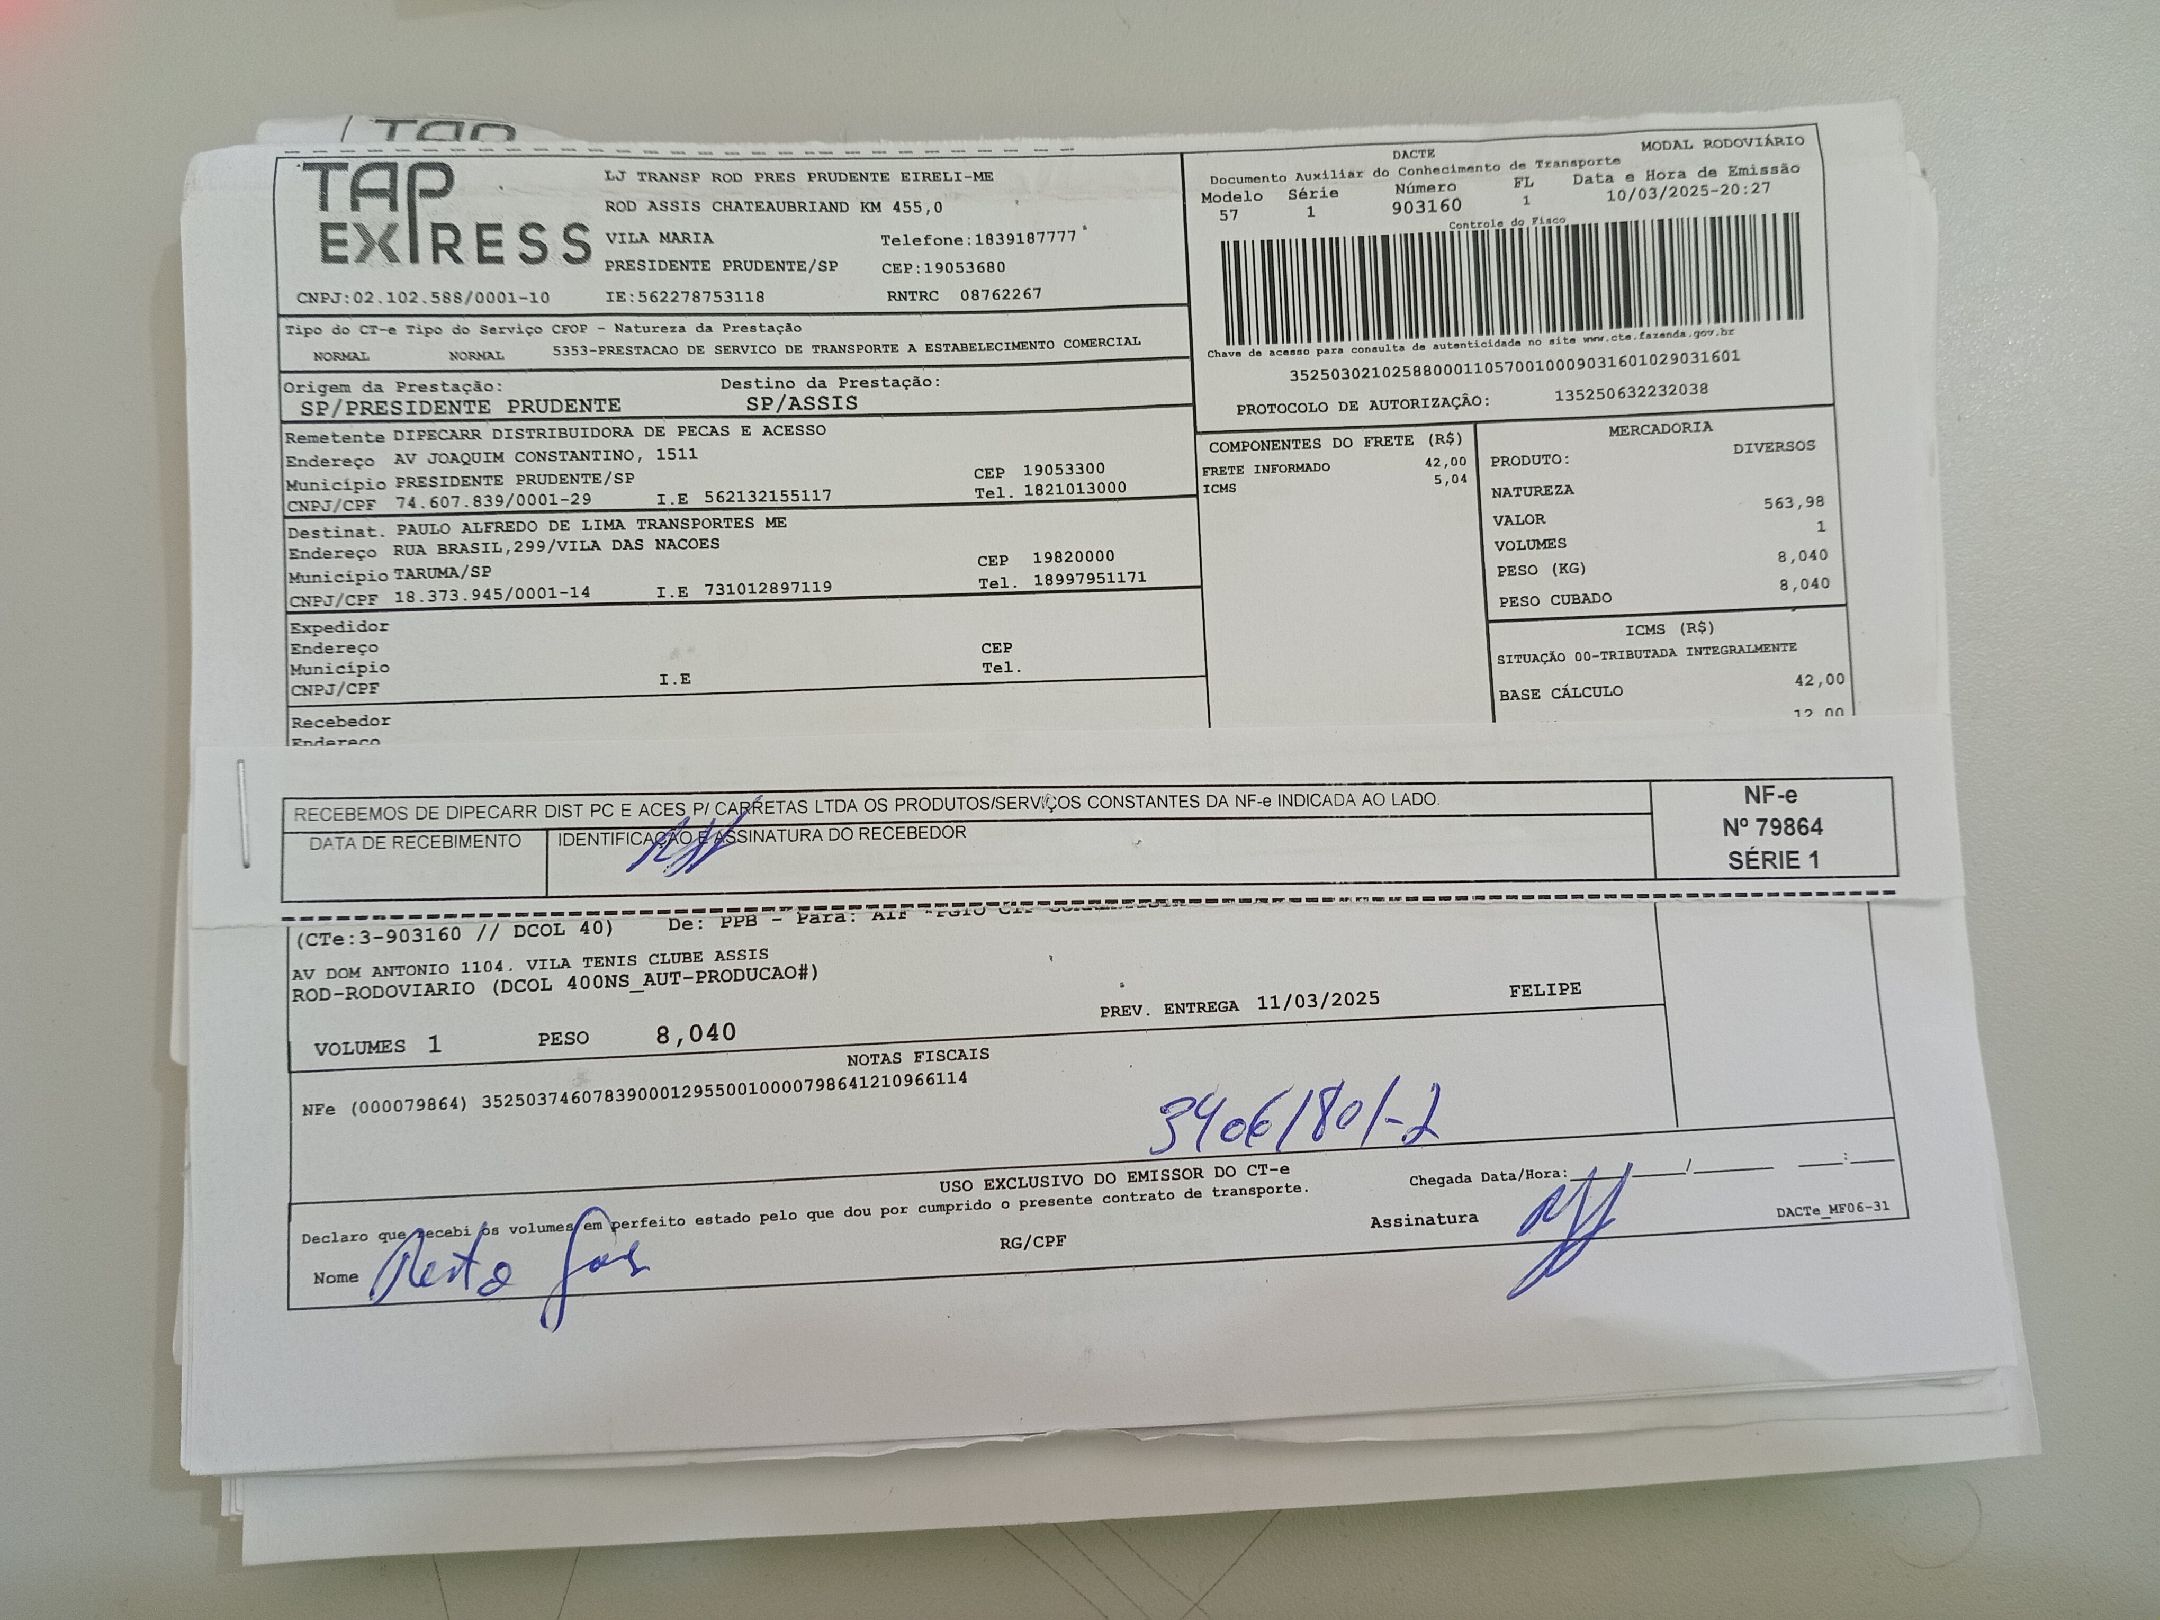 TAP
TAP EXPRESS
LJ TRANSP ROD PRES PRUDENTE EIRELI-ME
ROD ASSIS CHATEAUBRIAND KM 455,0
VILA MARIA Telefone:1839187777
PRESIDENTE PRUDENTE/SP CEP:19053680
CNPJ:02.102.588/0001-10 IE:562278753118 RNTRC 08762267
DACTE MODAL RODOVIÁRIO
Documento Auxiliar do Conhecimento de Transporte
Modelo Série Número FL Data e Hora de Emissão
57 1 903160 1 10/03/2025-20:27
Controle do Fisco
Chave de acesso para consulta de autenticidade no site www.cte.fazenda.gov.br
35250302102588000110570010009031601029031601
PROTOCOLO DE AUTORIZAÇÃO: 135250632232038
Tipo do CT-e Tipo do Serviço CFOP - Natureza da Prestação
NORMAL NORMAL 5353-PRESTACAO DE SERVICO DE TRANSPORTE A ESTABELECIMENTO COMERCIAL
Origem da Prestação: Destino da Prestação:
SP/PRESIDENTE PRUDENTE SP/ASSIS
Remetente DIPECARR DISTRIBUIDORA DE PECAS E ACESSO
Endereço AV JOAQUIM CONSTANTINO, 1511
Município PRESIDENTE PRUDENTE/SP CEP 19053300
CNPJ/CPF 74.607.839/0001-29 I.E 562132155117 Tel. 1821013000
Destinat. PAULO ALFREDO DE LIMA TRANSPORTES ME
Endereço RUA BRASIL,299/VILA DAS NACOES
Município TARUMA/SP CEP 19820000
CNPJ/CPF 18.373.945/0001-14 I.E 731012897119 Tel. 18997951171
Expedidor
Endereço CEP
Município Tel.
CNPJ/CPF I.E
Recebedor
Endereço
COMPONENTES DO FRETE (R$)
FRETE INFORMADO 42,00
ICMS 5,04
MERCADORIA
PRODUTO: DIVERSOS
NATUREZA
VALOR 563,98
VOLUMES 1
PESO (KG) 8,040
PESO CUBADO 8,040
ICMS (R$)
SITUAÇÃO 00-TRIBUTADA INTEGRALMENTE
BASE CÁLCULO 42,00
12,00
RECEBEMOS DE DIPECARR DIST PC E ACES P/ CARRETAS LTDA OS PRODUTOS/SERVIÇOS CONSTANTES DA NF-e INDICADA AO LADO.
DATA DE RECEBIMENTO IDENTIFICAÇÃO E ASSINATURA DO RECEBEDOR
NF-e
Nº 79864
SÉRIE 1
(CTe:3-903160 // DCOL 40) De: PPB - Para:
AV DOM ANTONIO 1104. VILA TENIS CLUBE ASSIS
ROD-RODOVIARIO (DCOL 400NS_AUT-PRODUCAO#)
PREV. ENTREGA 11/03/2025 FELIPE
VOLUMES 1 PESO 8,040
NOTAS FISCAIS
NFe (000079864) 35250374607839000129550010000798641210966114
34061801-2
USO EXCLUSIVO DO EMISSOR DO CT-e
Declaro que recebi os volumes em perfeito estado pelo que dou por cumprido o presente contrato de transporte.
Chegada Data/Hora: ____/____ ____:____
Nome RG/CPF Assinatura
DACTe_MF06-31